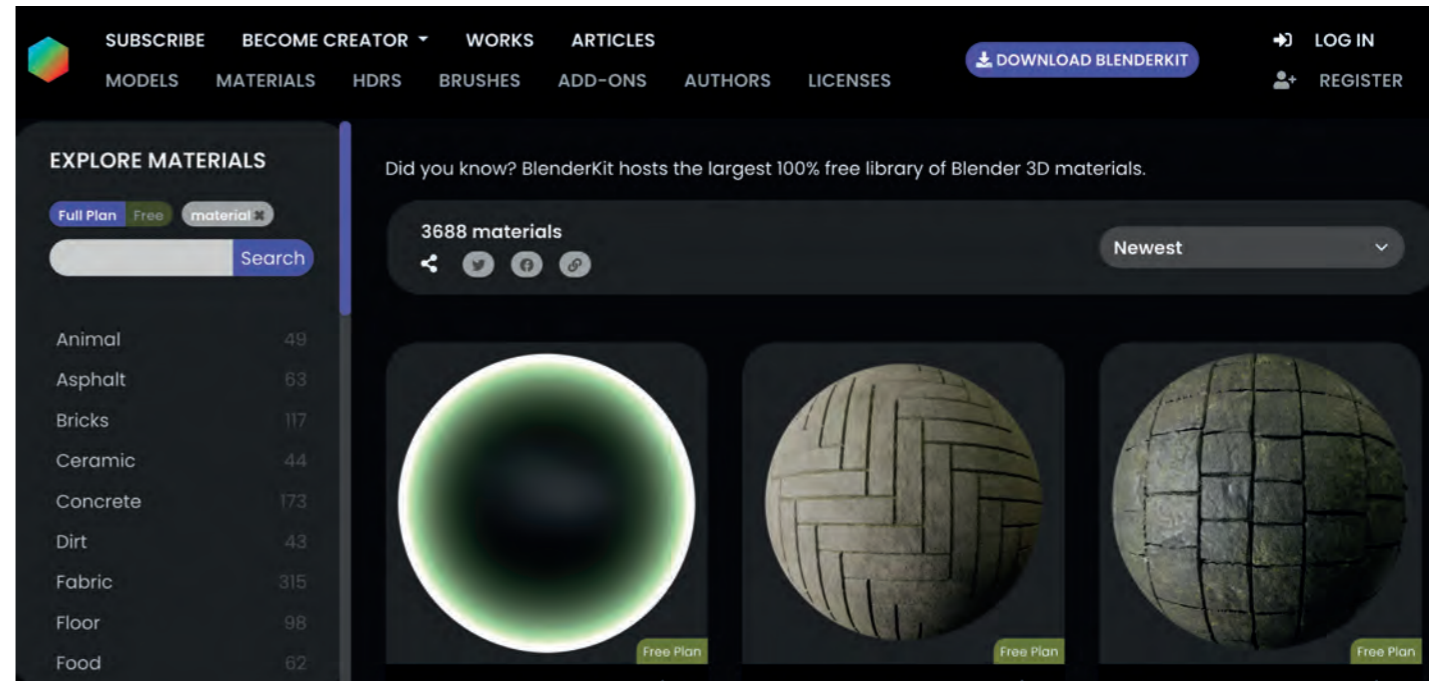 SUBSCRIBE BECOME CREATOR WORKS ARTICLES
MODELS MATERIALS HDRS BRUSHES ADD-ONS AUTHORS LICENSES
DOWNLOAD BLENDERKIT
LOG IN
REGISTER
EXPLORE MATERIALS
Full Plan Free material
Search
Animal 49
Asphalt 63
Bricks 117
Ceramic 44
Concrete 173
Dirt 43
Fabric 315
Floor 98
Food 62
Did you know? BlenderKit hosts the largest 100% free library of Blender 3D materials.
3688 materials
Newest
Free Plan
Free Plan
Free Plan